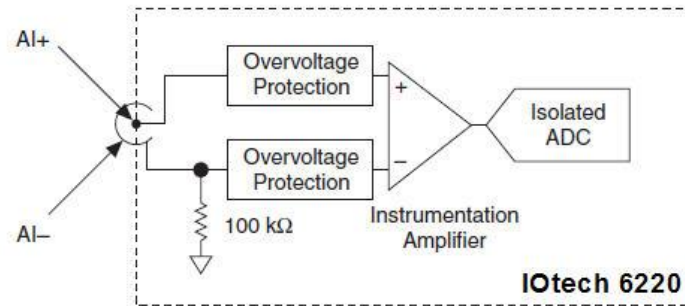 AI+
AI–
Overvoltage
Protection
Overvoltage
Protection
+
–
100 kΩ
Instrumentation
Amplifier
Isolated
ADC
IOtech 6220